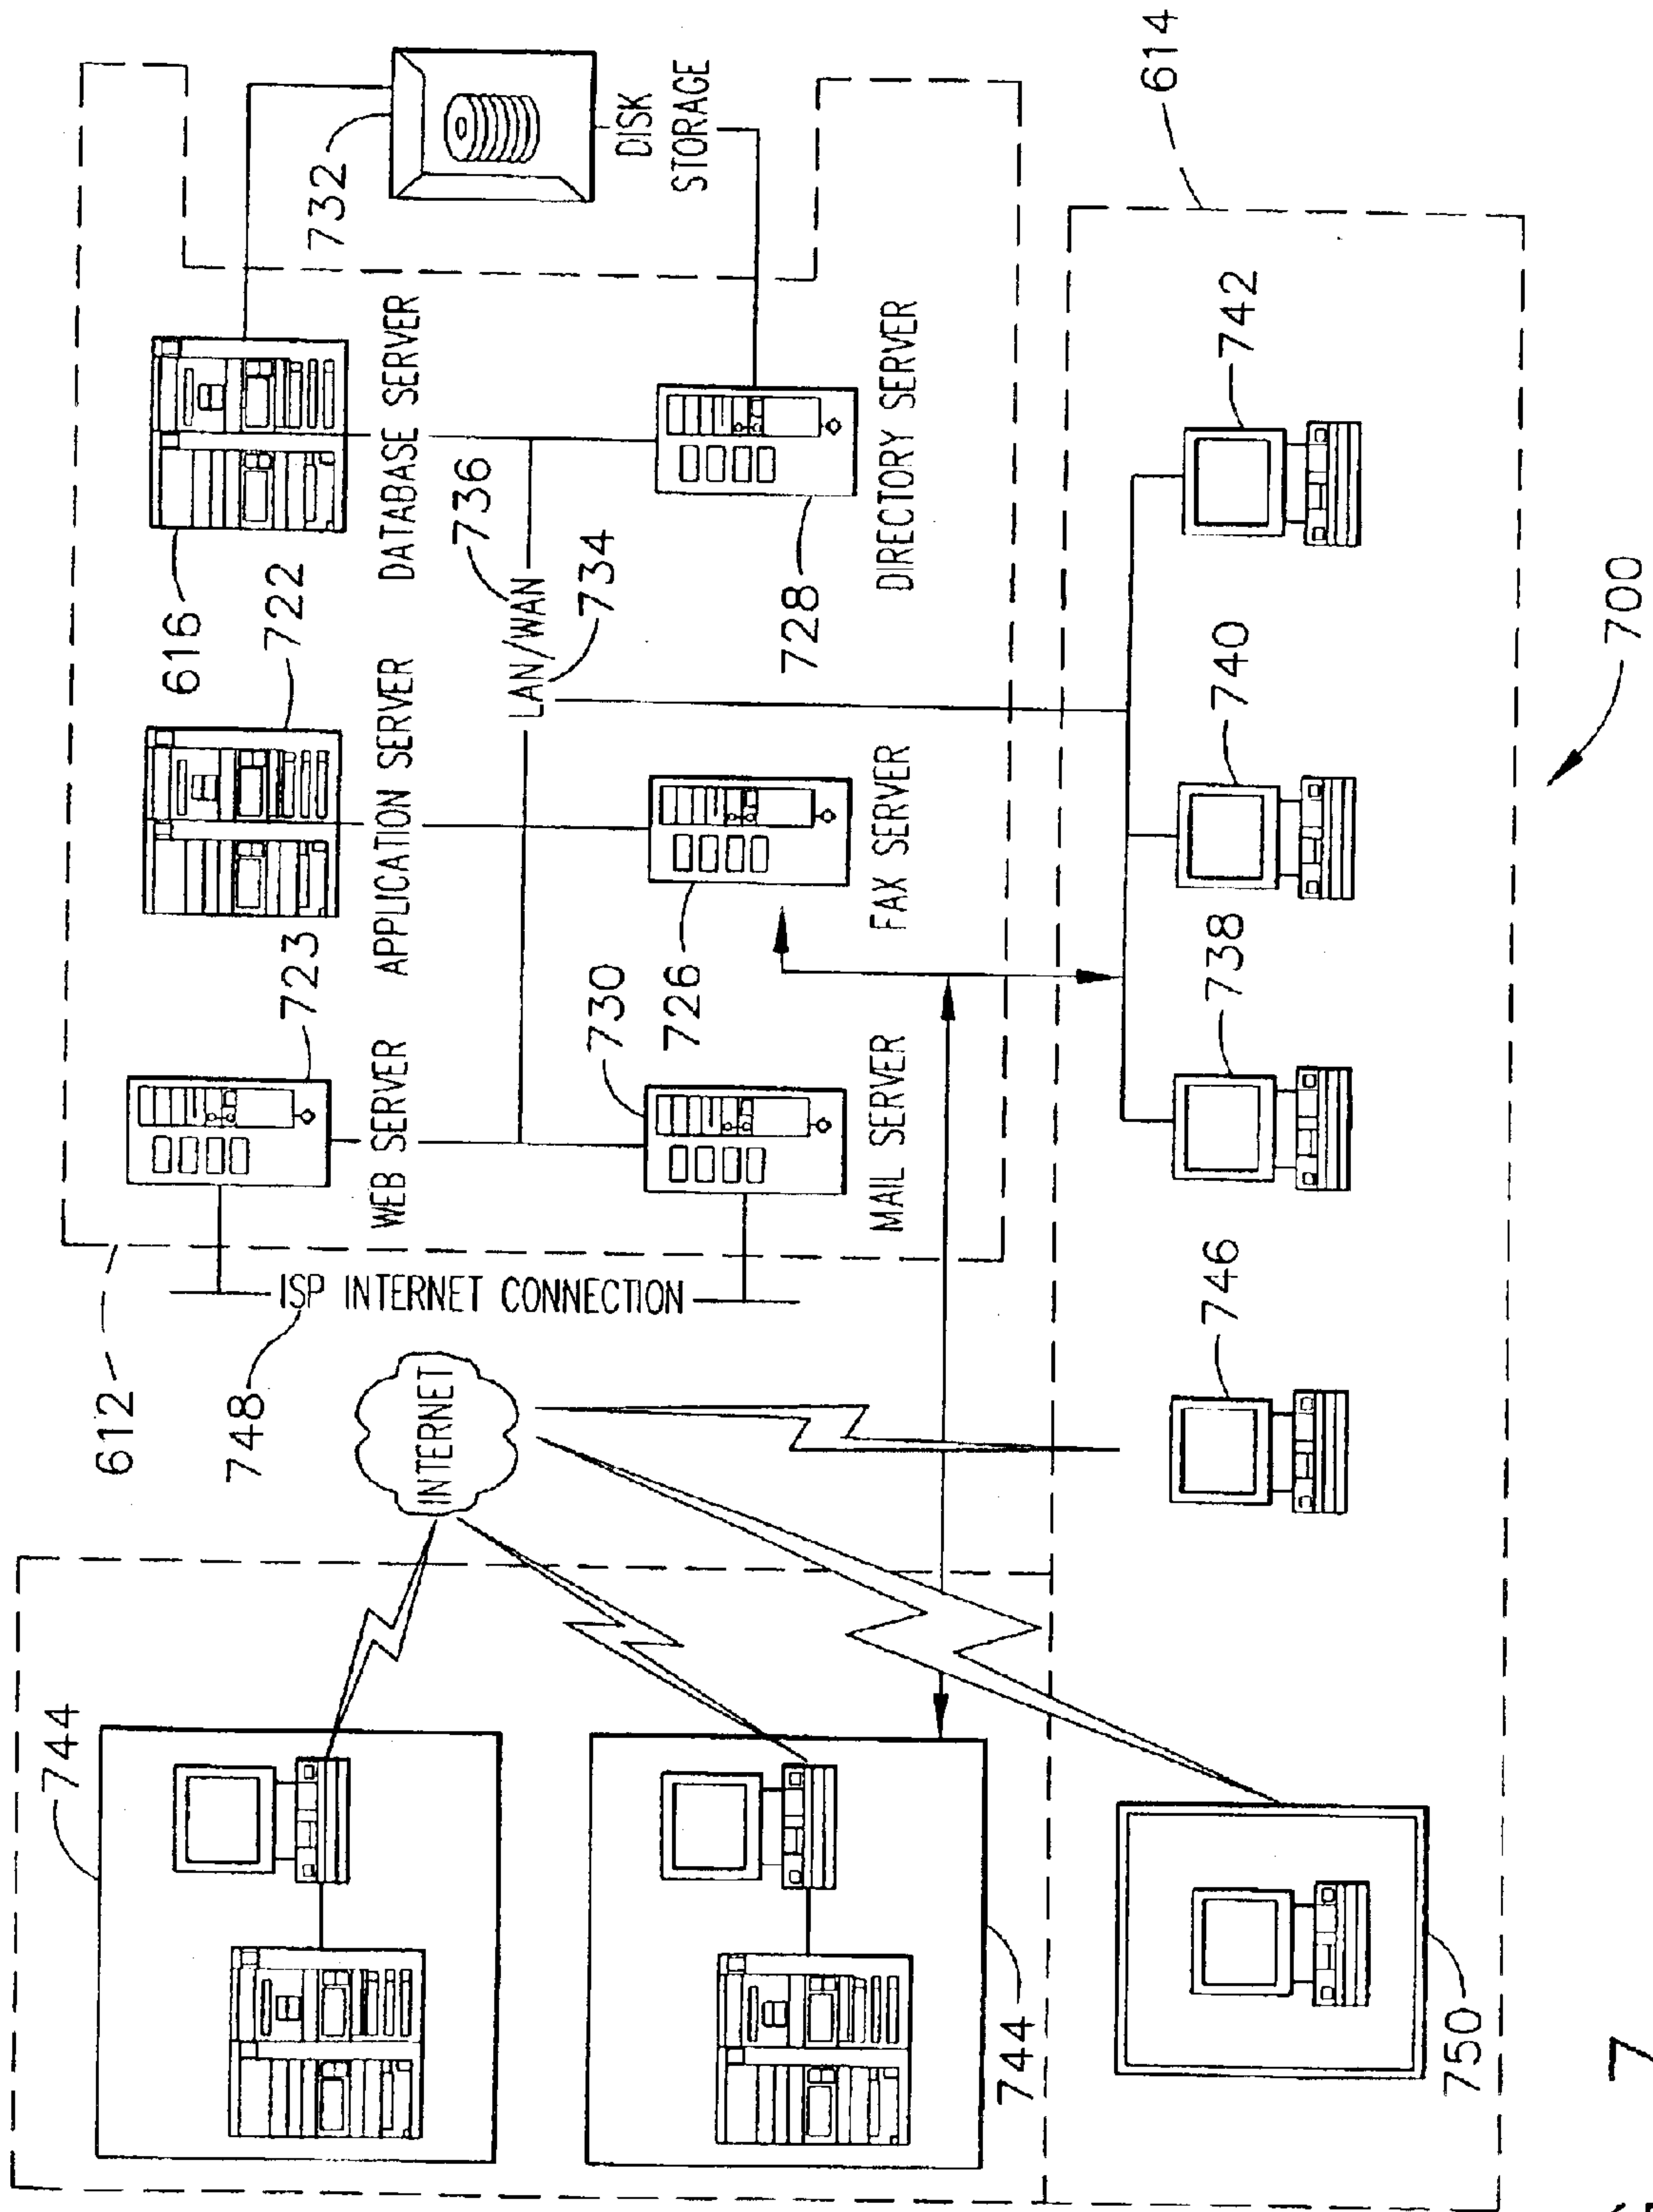 612
748
ISP INTERNET CONNECTION
INTERNET
723
WEB SERVER
722
APPLICATION SERVER
616
DATABASE SERVER
732
DISK
STORAGE
LAN/WAN
736
734
730
MAIL SERVER
726
FAX SERVER
728
DIRECTORY SERVER
744
744
750
746
738
740
742
614
700
7